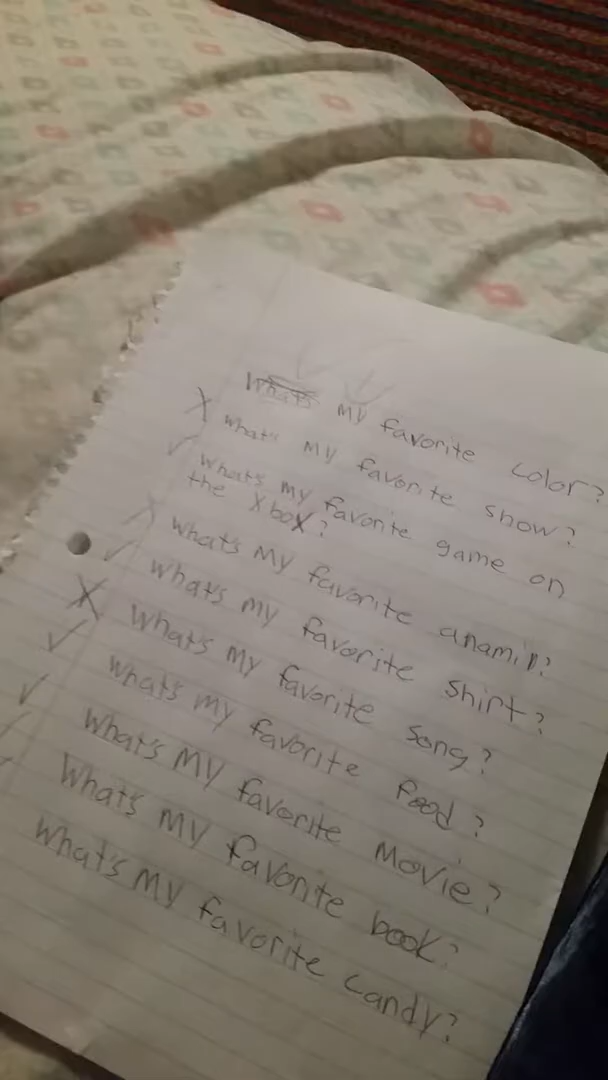 What's my favorite color?
What's my favorite show?
What's my favorite game on
the Xbox?
What's my favorite anamil?
What's my favorite shirt?
What's my favorite song?
What's my favorite food?
What's my favorite movie?
What's my favorite book?
What's my favorite candy?